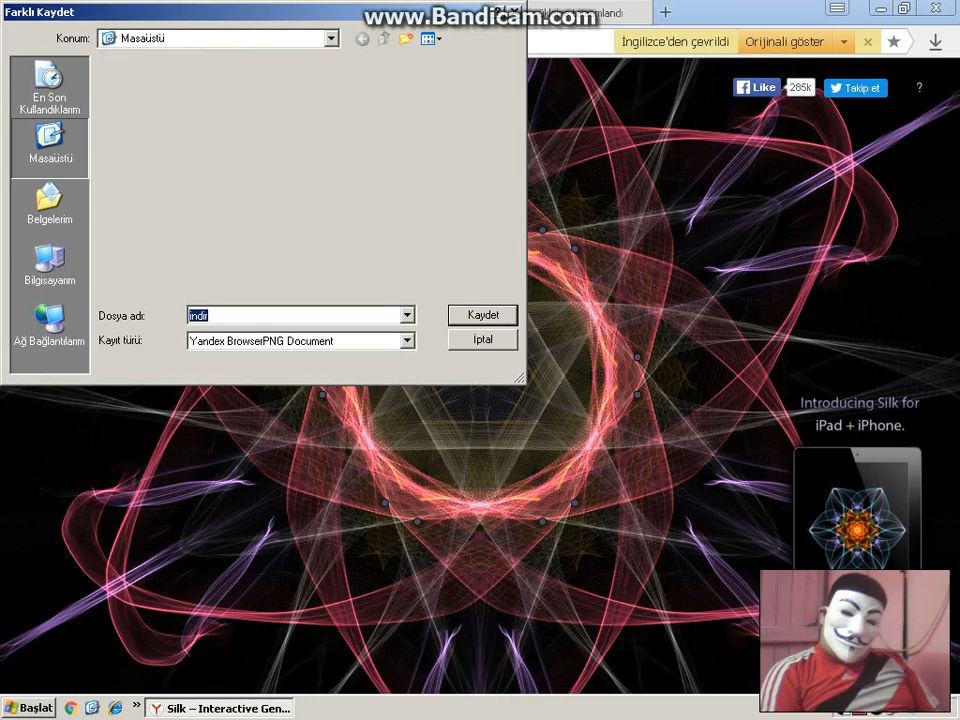 Farklı Kaydet
www.Bandicam.com
Konum:
Masaüstü
İngilizce'den çevrildi
Orijinali göster
Like
285k
Takip et
?
En Son
Kullandıklarım
Masaüstü
Belgelerim
Bilgisayarım
Ağ Bağlantılarım
Dosya adı:
indir
Kaydet
Kayıt türü:
Yandex BrowserPNG Document
İptal
Introducing Silk for
iPad + iPhone.
Başlat
»
Silk – Interactive Gen...